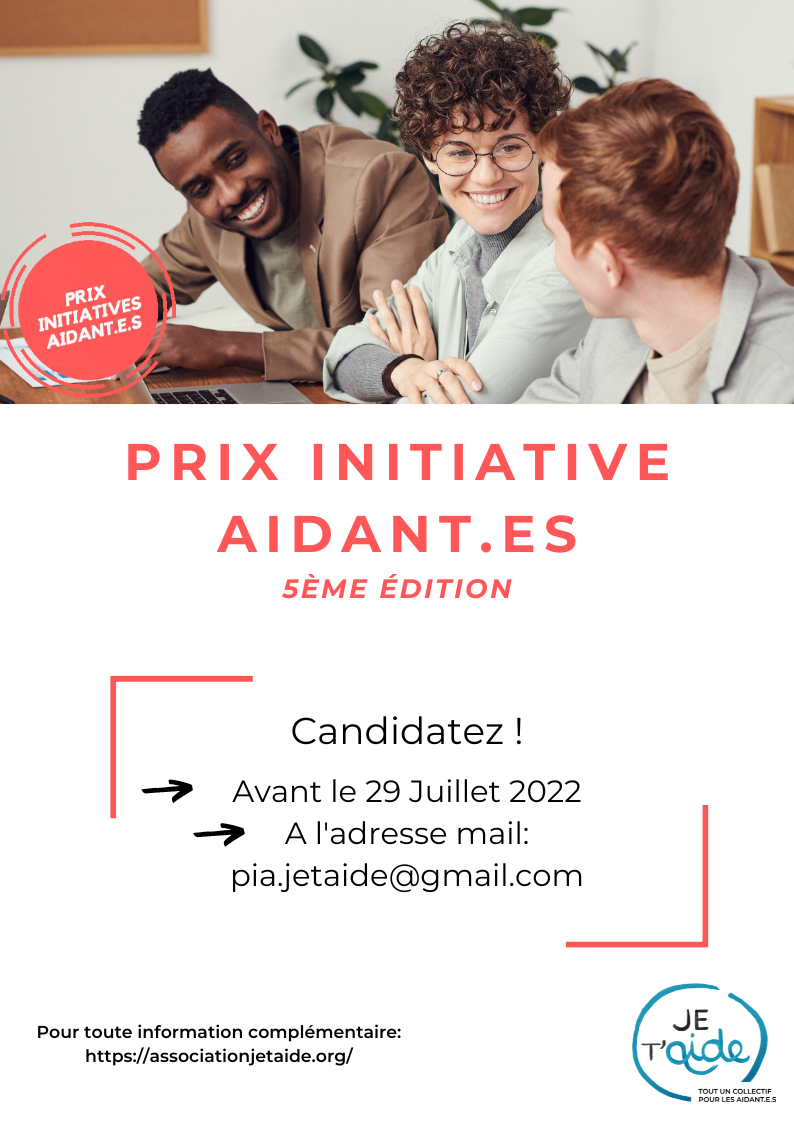 PRIX
INITIATIVES
AIDANT.E.S
PRIX INITIATIVE
AIDANT.ES
5ÈME ÉDITION
Candidatez !
Avant le 29 Juillet 2022
A l'adresse mail:
pia.jetaide@gmail.com
Pour toute information complémentaire:
https://associationjetaide.org/
JE
T'aide
TOUT UN COLLECTIF
POUR LES AIDANT.E.S